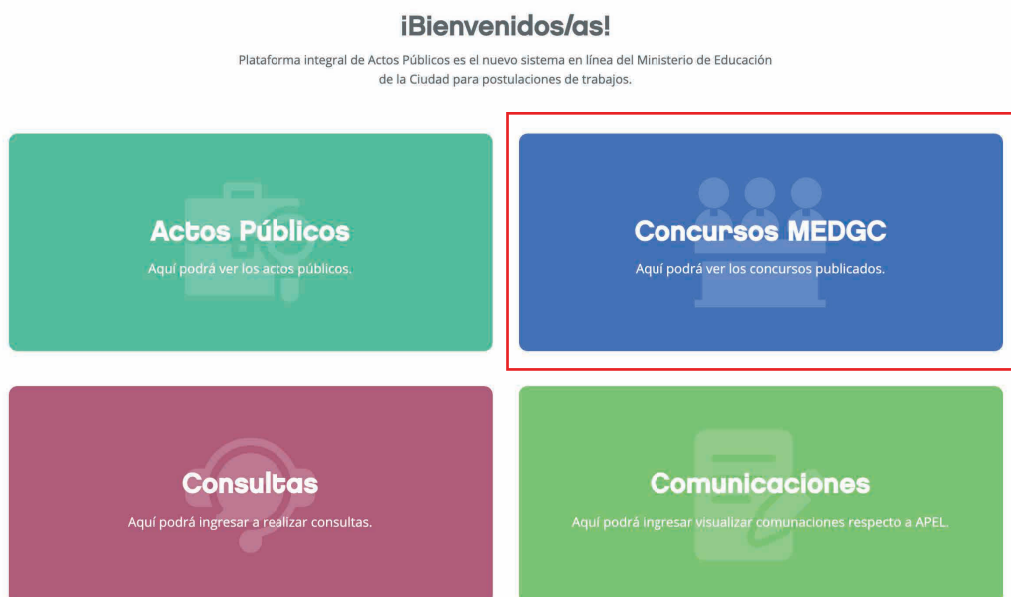 ¡Bienvenidos/as!
Plataforma integral de Actos Públicos es el nuevo sistema en línea del Ministerio de Educación
de la Ciudad para postulaciones de trabajos.
Actos Públicos
Aquí podrá ver los actos públicos.
Concursos MEDGC
Aquí podrá ver los concursos publicados.
Consultas
Aquí podrá ingresar a realizar consultas.
Comunicaciones
Aquí podrá ingresar visualizar comunaciones respecto a APEL.